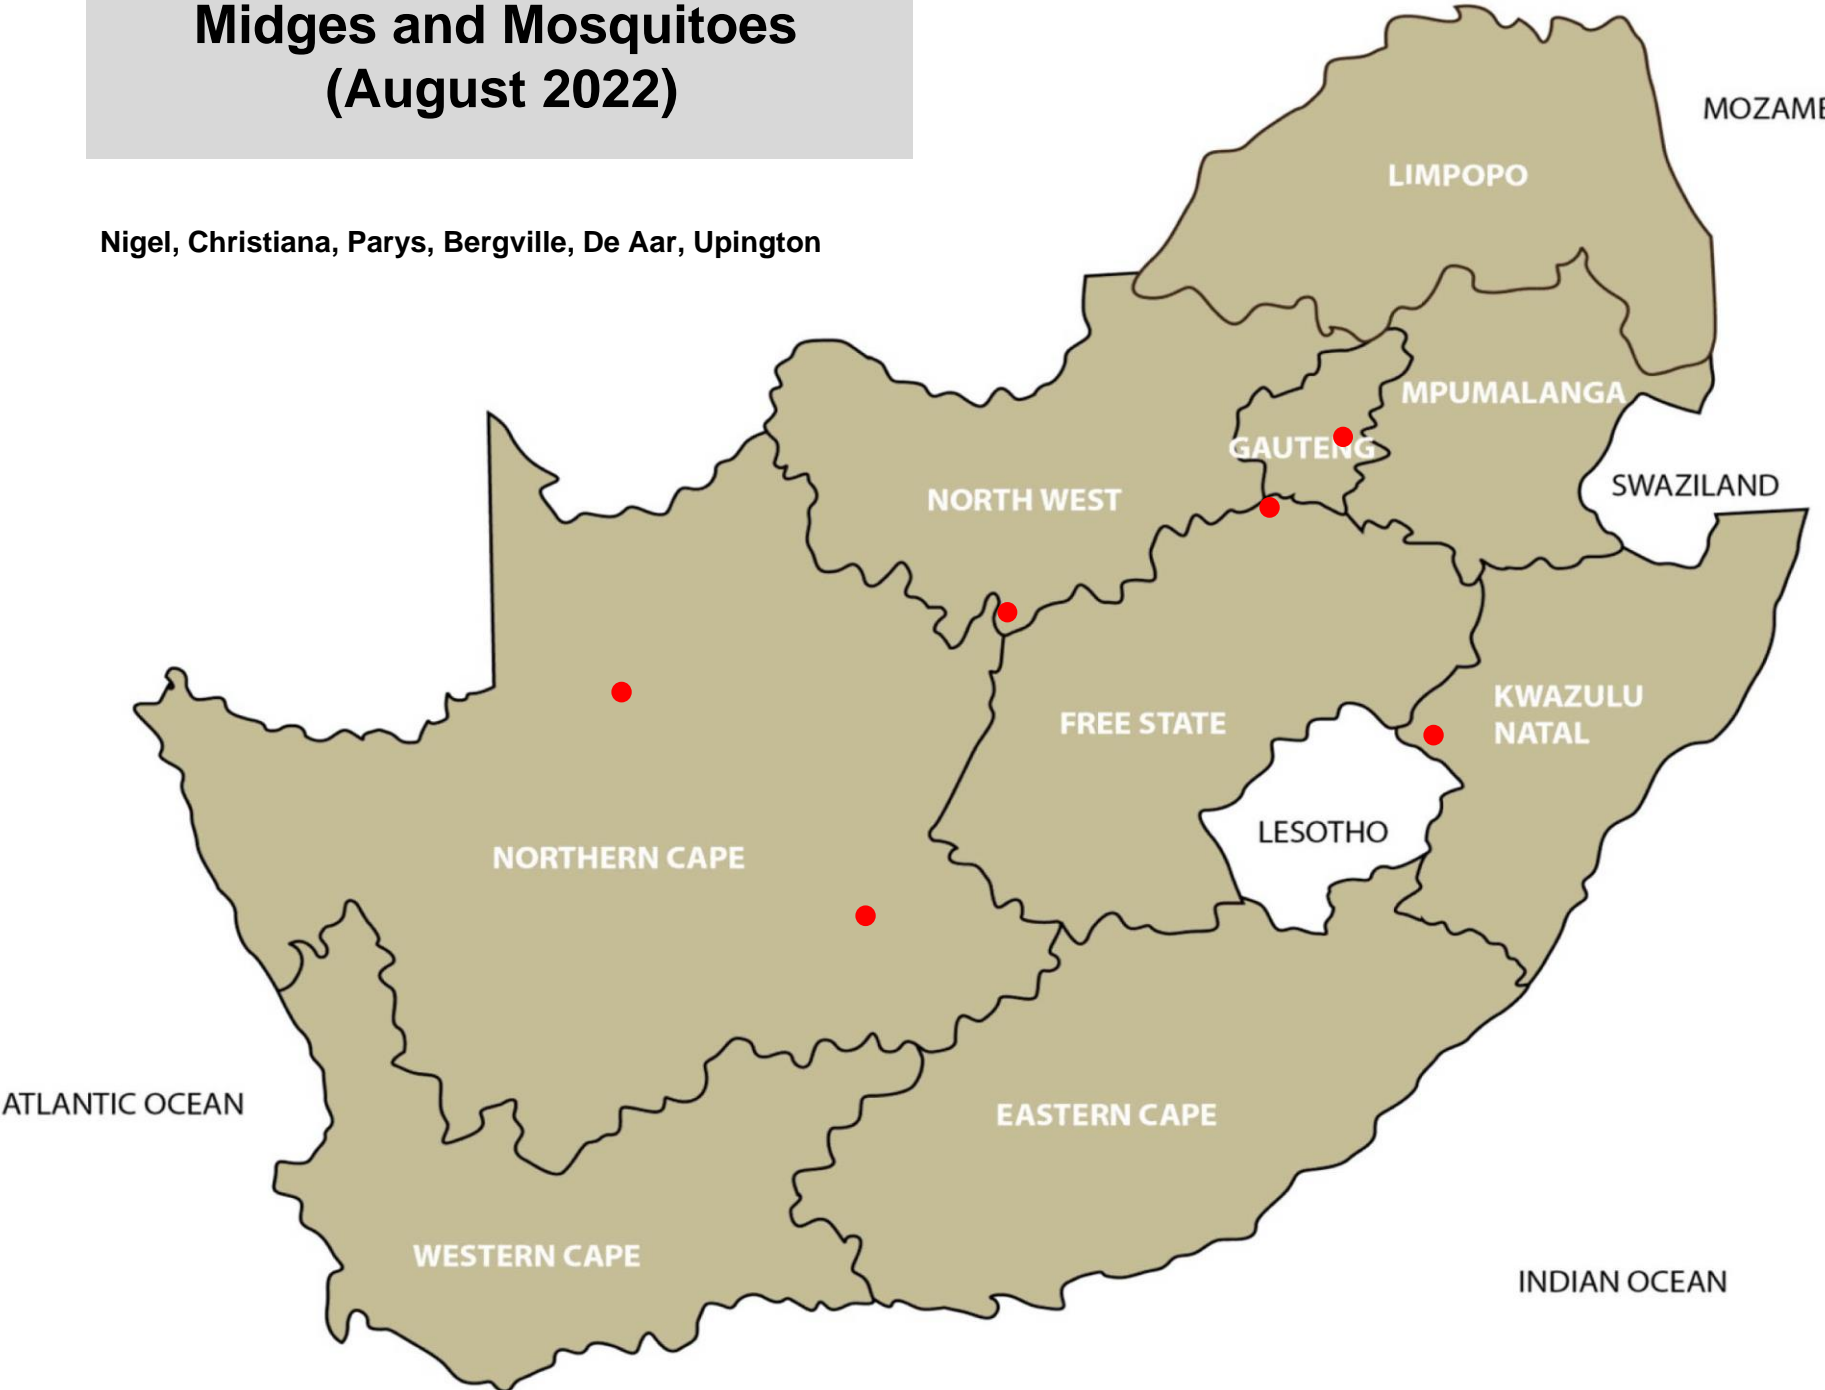 Midges and Mosquitoes
(August 2022)
Nigel, Christiana, Parys, Bergville, De Aar, Upington
MOZAMB
LIMPOPO
MPUMALANGA
GAUTENG
SWAZILAND
NORTH WEST
KWAZULU
NATAL
FREE STATE
LESOTHO
NORTHERN CAPE
ATLANTIC OCEAN
EASTERN CAPE
WESTERN CAPE
INDIAN OCEAN